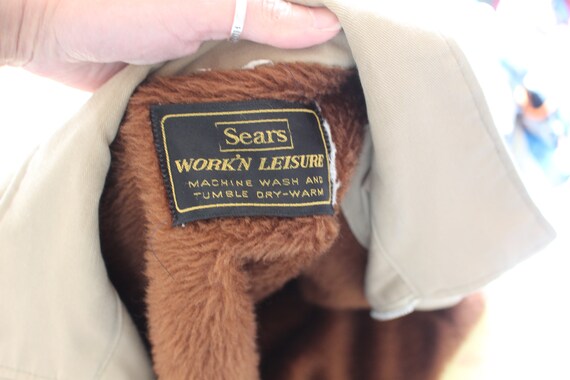 Sears
WORK'N LEISURE
MACHINE WASH AND
TUMBLE DRY-WARM